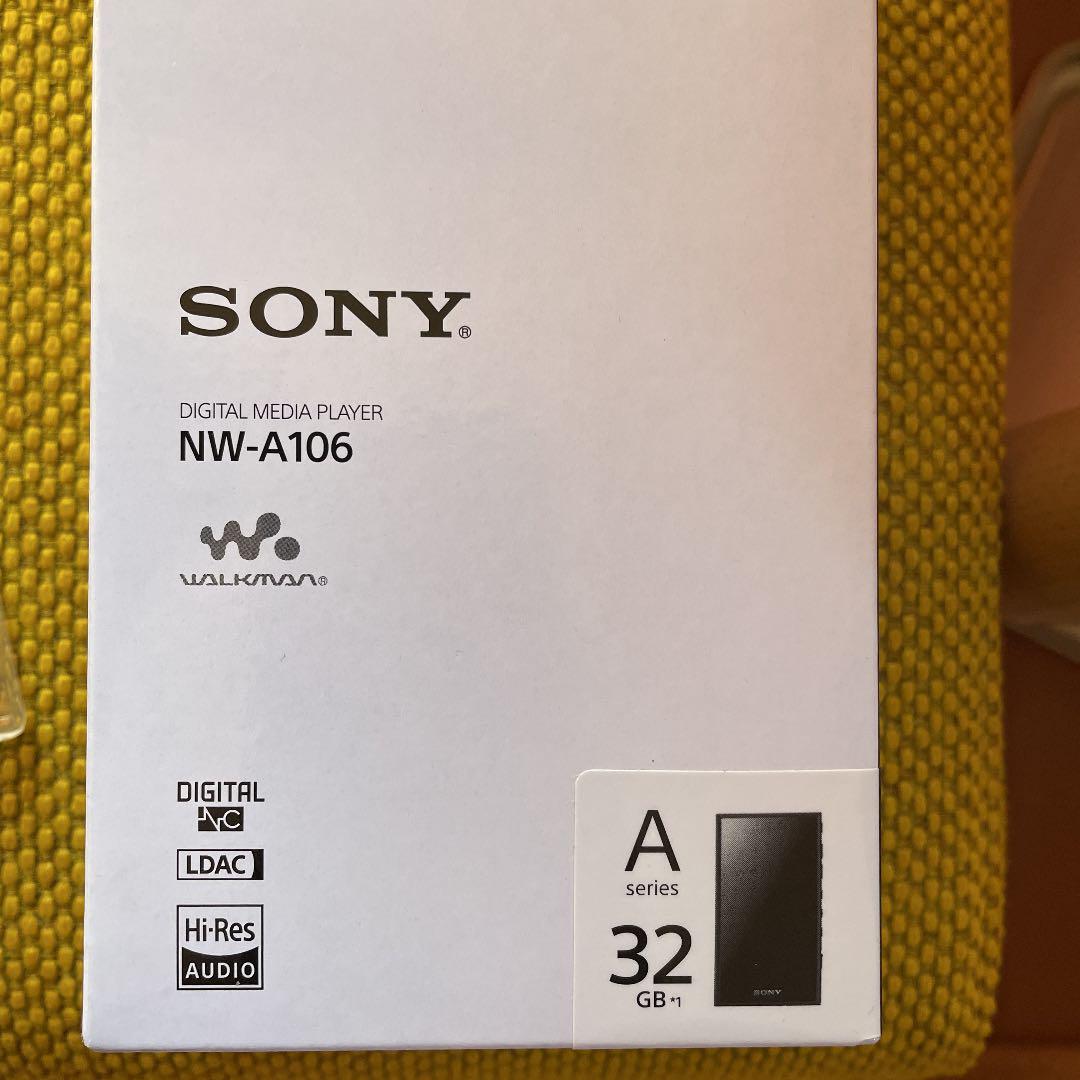 SONY®
DIGITAL MEDIA PLAYER
NW-A106
WALKMAN®
DIGITAL
NC
LDAC
Hi-Res
AUDIO
A
series
32
GB *1
SONY